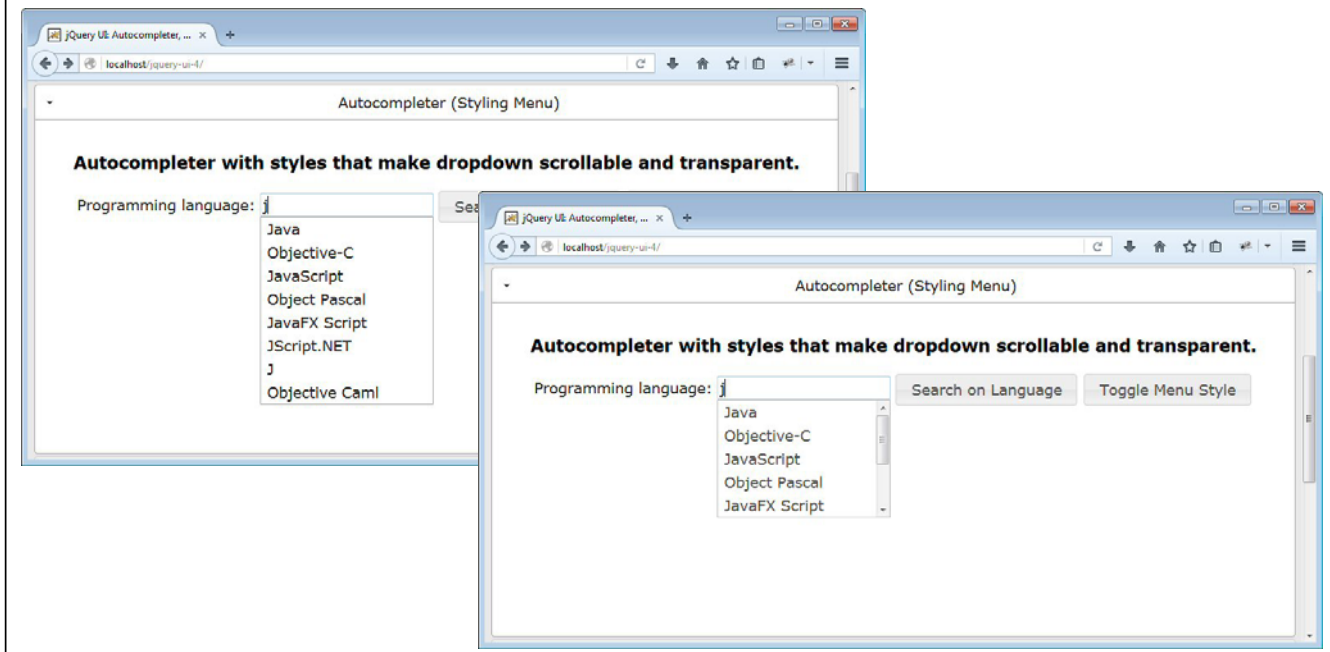 jQuery UI: Autocompleter, ...
localhost/jquery-ui-4/
Autocompleter (Styling Menu)
Autocompleter with styles that make dropdown scrollable and transparent.
Programming language: j
Sea
Java
Objective-C
JavaScript
Object Pascal
JavaFX Script
JScript.NET
J
Objective Caml
jQuery UI: Autocompleter, ...
localhost/jquery-ui-4/
Autocompleter (Styling Menu)
Autocompleter with styles that make dropdown scrollable and transparent.
Programming language: j Search on Language Toggle Menu Style
Java
Objective-C
JavaScript
Object Pascal
JavaFX Script